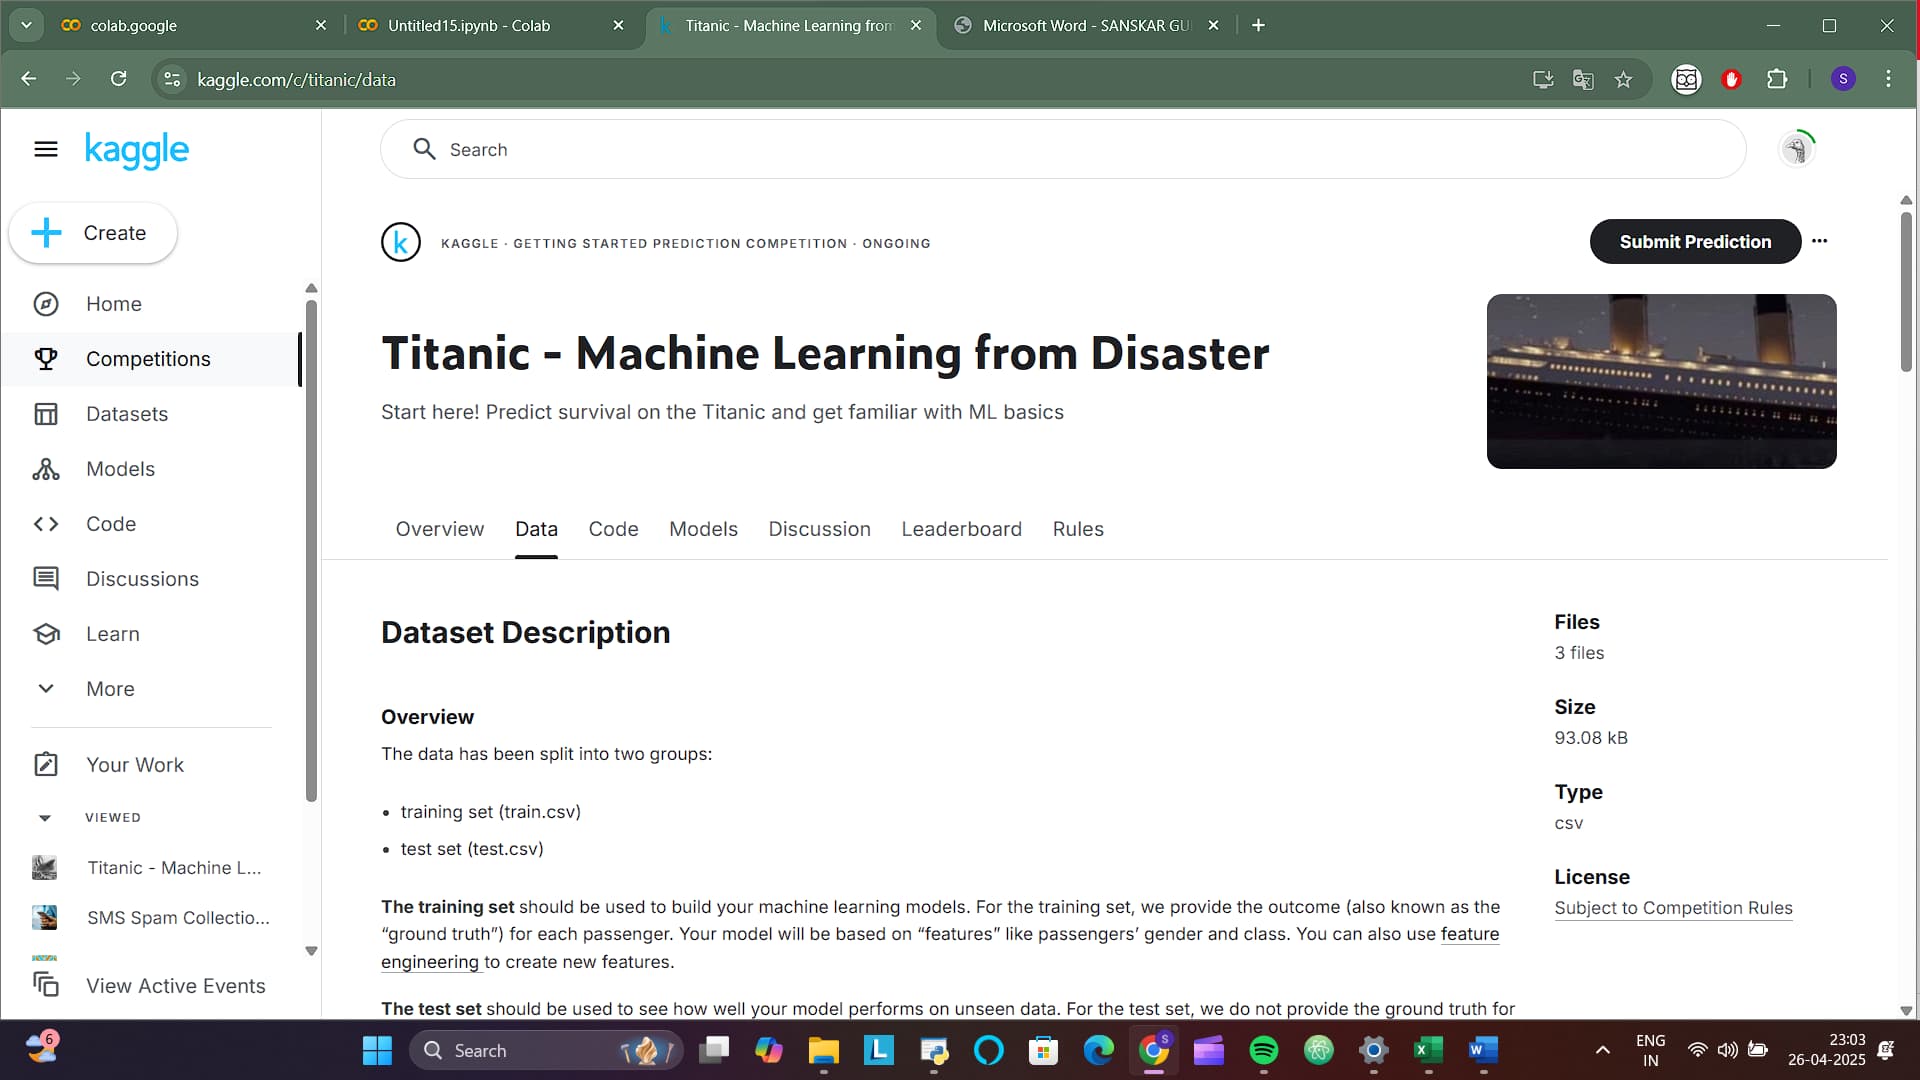 colab.google
Untitled15.ipynb - Colab
Titanic - Machine Learning from
Microsoft Word - SANSKAR GU
kaggle.com/c/titanic/data
S
kaggle
Search
Create
Home
Competitions
Datasets
Models
Code
Discussions
Learn
More
Your Work
VIEWED
Titanic - Machine L...
SMS Spam Collectio...
View Active Events
k
KAGGLE · GETTING STARTED PREDICTION COMPETITION · ONGOING
Submit Prediction
Titanic - Machine Learning from Disaster
Start here! Predict survival on the Titanic and get familiar with ML basics
Overview Data Code Models Discussion Leaderboard Rules
Dataset Description
Overview
The data has been split into two groups:
• training set (train.csv)
• test set (test.csv)
The training set should be used to build your machine learning models. For the training set, we provide the outcome (also known as the
“ground truth”) for each passenger. Your model will be based on “features” like passengers’ gender and class. You can also use feature
engineering to create new features.
The test set should be used to see how well your model performs on unseen data. For the test set, we do not provide the ground truth for
Files
3 files
Size
93.08 kB
Type
csv
License
Subject to Competition Rules
6
Search
L
S
X
W
ENG
IN
23:03
26-04-2025